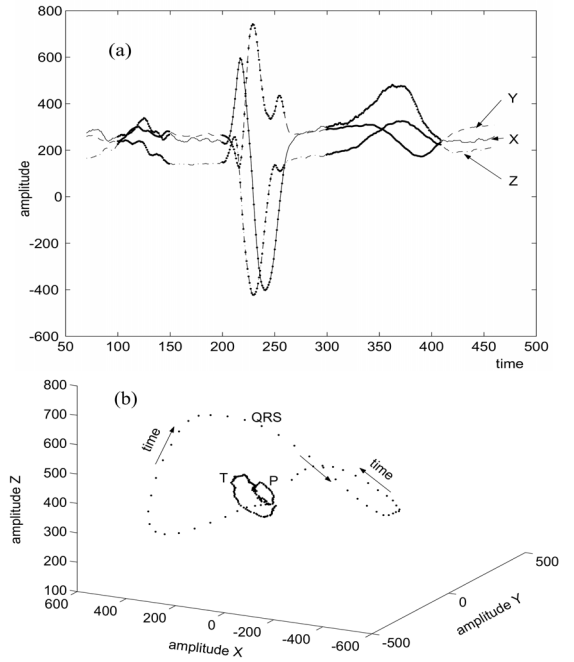 800
(a)
600
400
Y
X
200
Z
0
amplitude
-200
-400
-600
50 100 150 200 250 300 350 400 450 500
time
(b)
800
700
QRS
time
600
time
500
T P
400
amplitude Z
300
200
100
600 400 200 0 -200 -400 -600
amplitude X
-500 0 500
amplitude Y